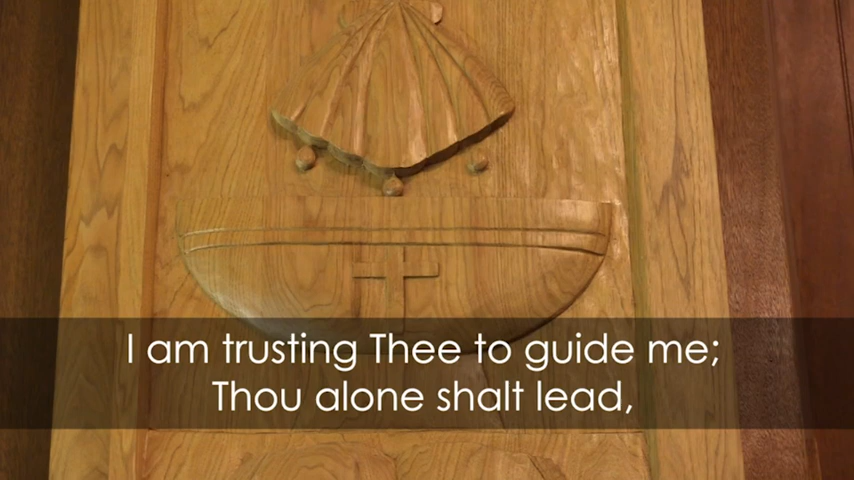 I am trusting Thee to guide me;
Thou alone shalt lead,